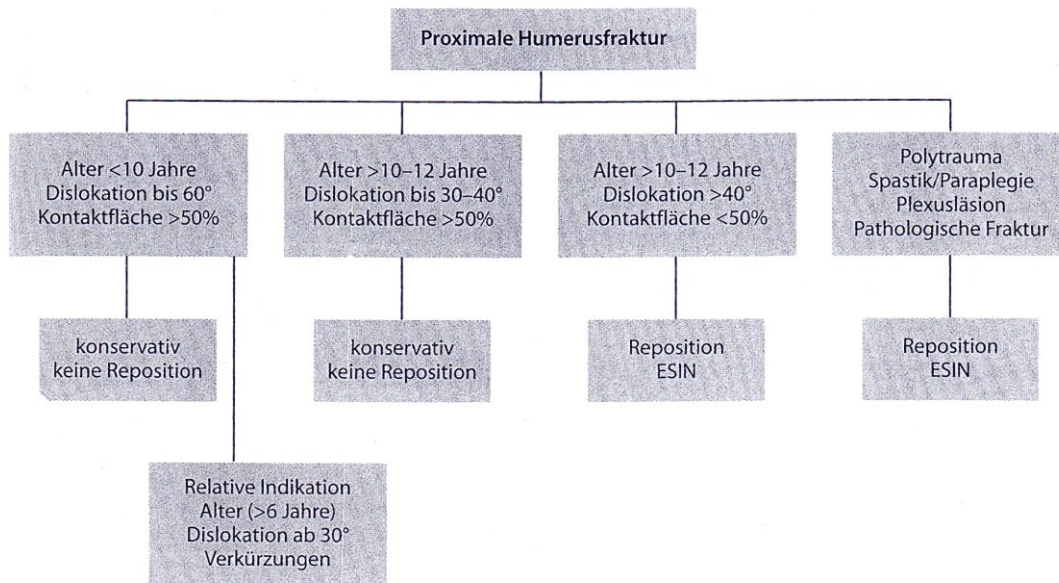 Proximale Humerusfraktur
Alter <10 Jahre
Dislokation bis 60°
Kontaktfläche >50%
Alter >10–12 Jahre
Dislokation bis 30–40°
Kontaktfläche >50%
Alter >10–12 Jahre
Dislokation >40°
Kontaktfläche <50%
Polytrauma
Spastik/Paraplegie
Plexusläsion
Pathologische Fraktur
konservativ
keine Reposition
konservativ
keine Reposition
Reposition
ESIN
Reposition
ESIN
Relative Indikation
Alter (>6 Jahre)
Dislokation ab 30°
Verkürzungen